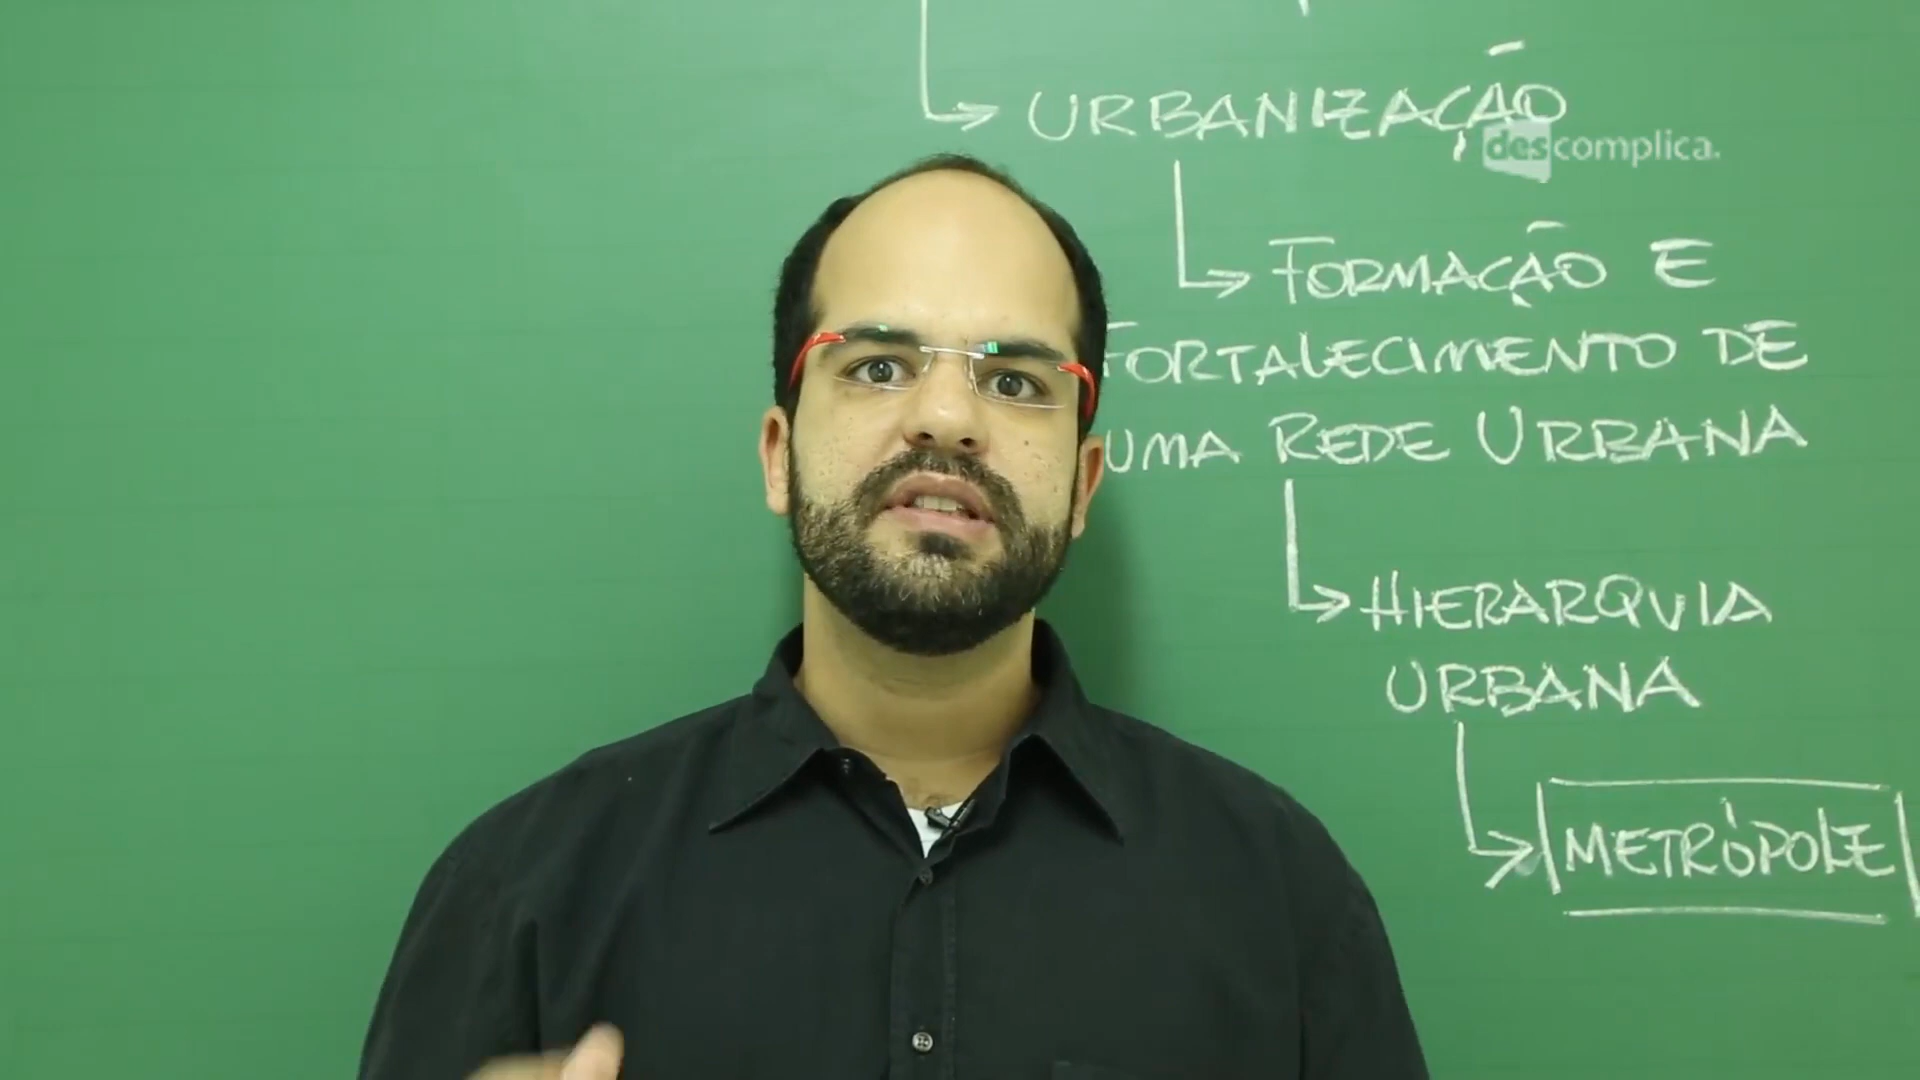 URBANIZAÇÃO
descomplica.
FORMAÇÃO E
FORTALECIMENTO DE
UMA REDE URBANA
HIERARQUIA
URBANA
METRÓPOLE